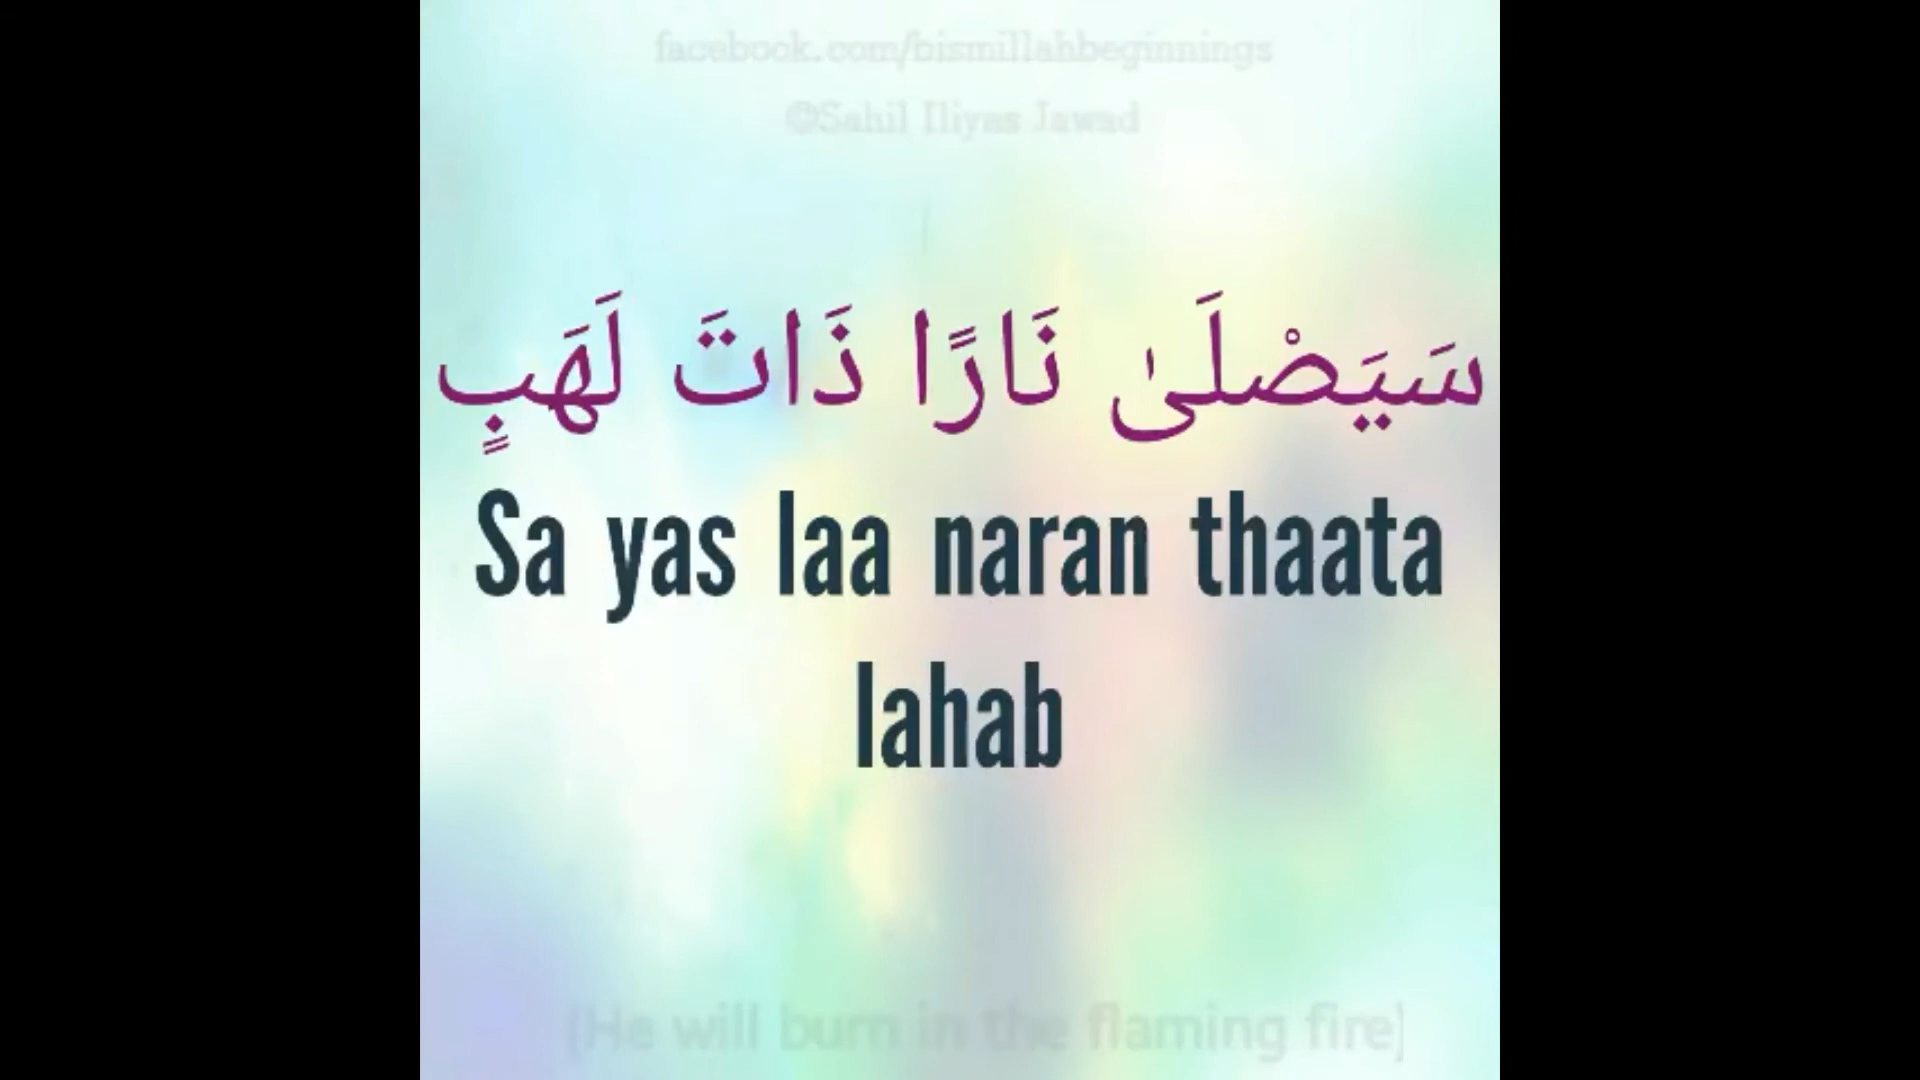 facebook.com/bismillahbeginnings
©Sahil Iliyas Jawad
سَيَصْلَىٰ نَارًا ذَاتَ لَهَبٍ
Sa yas laa naran thaata
lahab
[He will burn in the flaming fire]